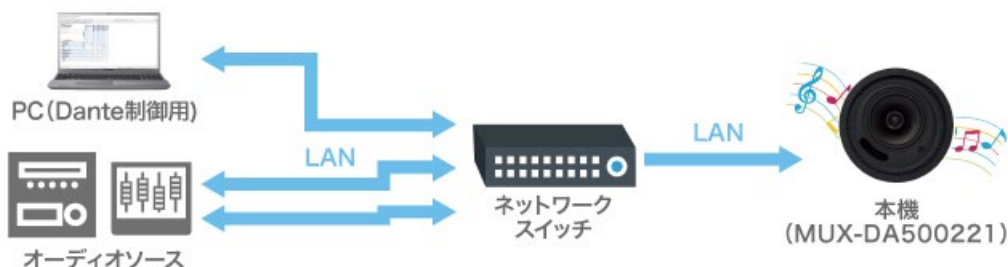 PC(Dante制御用)
LAN
オーディオソース
ネットワーク
スイッチ
LAN
本機
(MUX-DA500221)